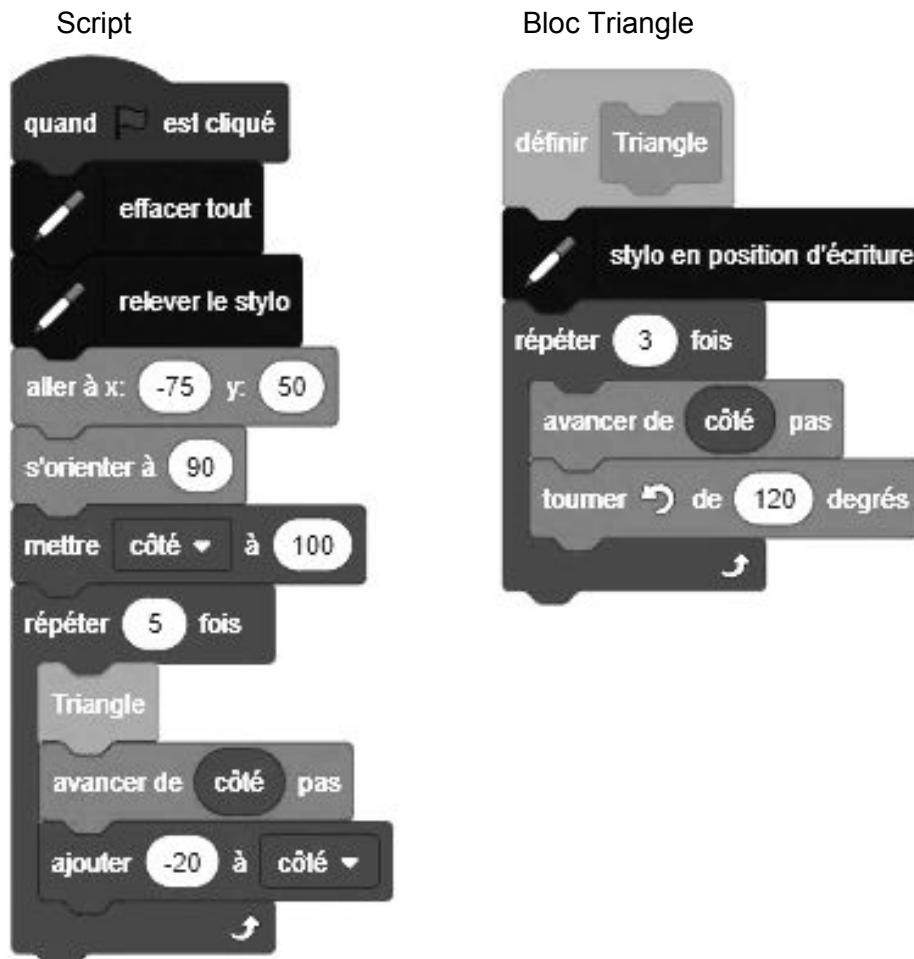 Script
quand est cliqué
effacer tout
relever le stylo
aller à x: -75 y: 50
s'orienter à 90
mettre côté à 100
répéter 5 fois
Triangle
avancer de côté pas
ajouter -20 à côté
Bloc Triangle
définir Triangle
stylo en position d'écriture
répéter 3 fois
avancer de côté pas
tourner de 120 degrés